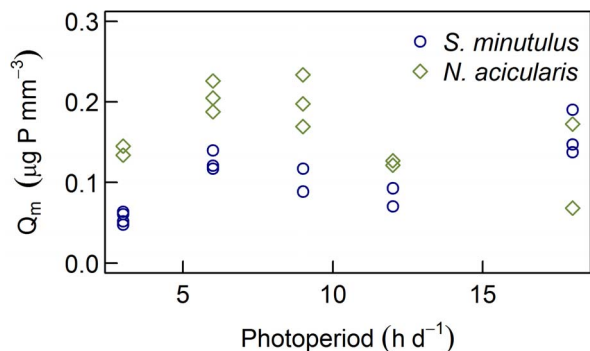 0.3
0.2
0.1
0.0
Qm (µg P mm−3)
S. minutulus
N. acicularis
5 10 15
Photoperiod (h d−1)